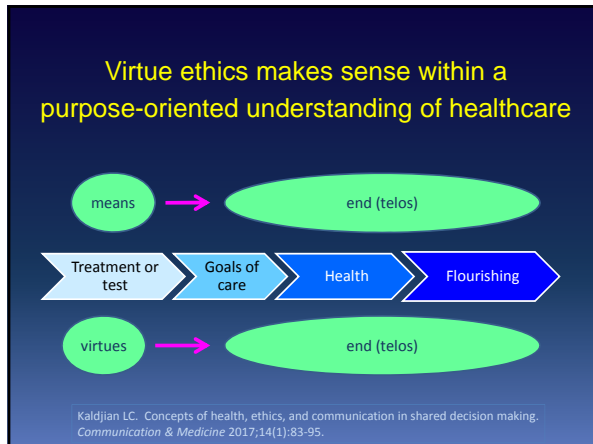 Virtue ethics makes sense within a
purpose-oriented understanding of healthcare
means
end (telos)
Treatment or
test
Goals of
care
Health
Flourishing
virtues
end (telos)
Kaldjian LC.  Concepts of health, ethics, and communication in shared decision making.
Communication & Medicine 2017;14(1):83-95.